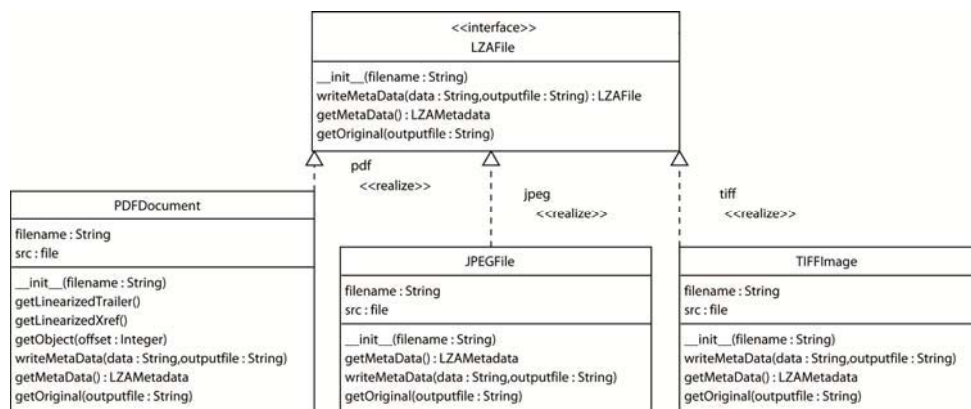 <<interface>>
LZAFile
__init__(filename : String)
writeMetaData(data : String,outputfile : String) : LZAFile
getMetaData() : LZAMetadata
getOriginal(outputfile : String)
pdf
<<realize>>
jpeg
<<realize>>
tiff
<<realize>>
PDFDocument
filename : String
src : file
__init__(filename : String)
getLinearizedTrailer()
getLinearizedXref()
getObject(offset : Integer)
writeMetaData(data : String,outputfile : String)
getMetaData() : LZAMetadata
getOriginal(outputfile : String)
JPEGFile
filename : String
src : file
__init__(filename : String)
getMetaData() : LZAMetadata
writeMetaData(data : String,outputfile : String)
getOriginal(outputfile : String)
TIFFImage
filename : String
src : file
__init__(filename : String)
writeMetaData(data : String,outputfile : String)
getMetaData() : LZAMetadata
getOriginal(outputfile : String)